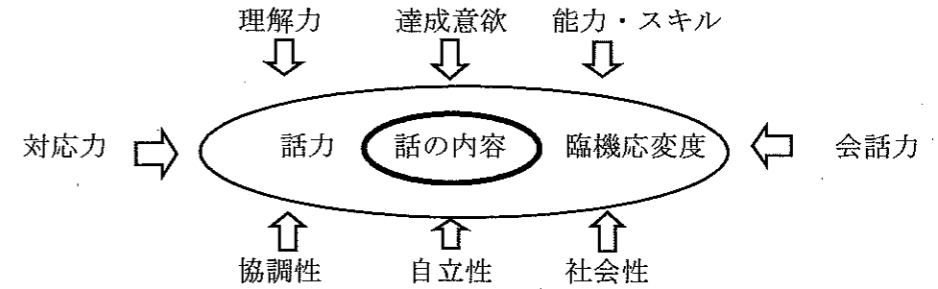 理解力 達成意欲 能力・スキル
対応力 話力 話の内容 臨機応変度 会話力
協調性 自立性 社会性